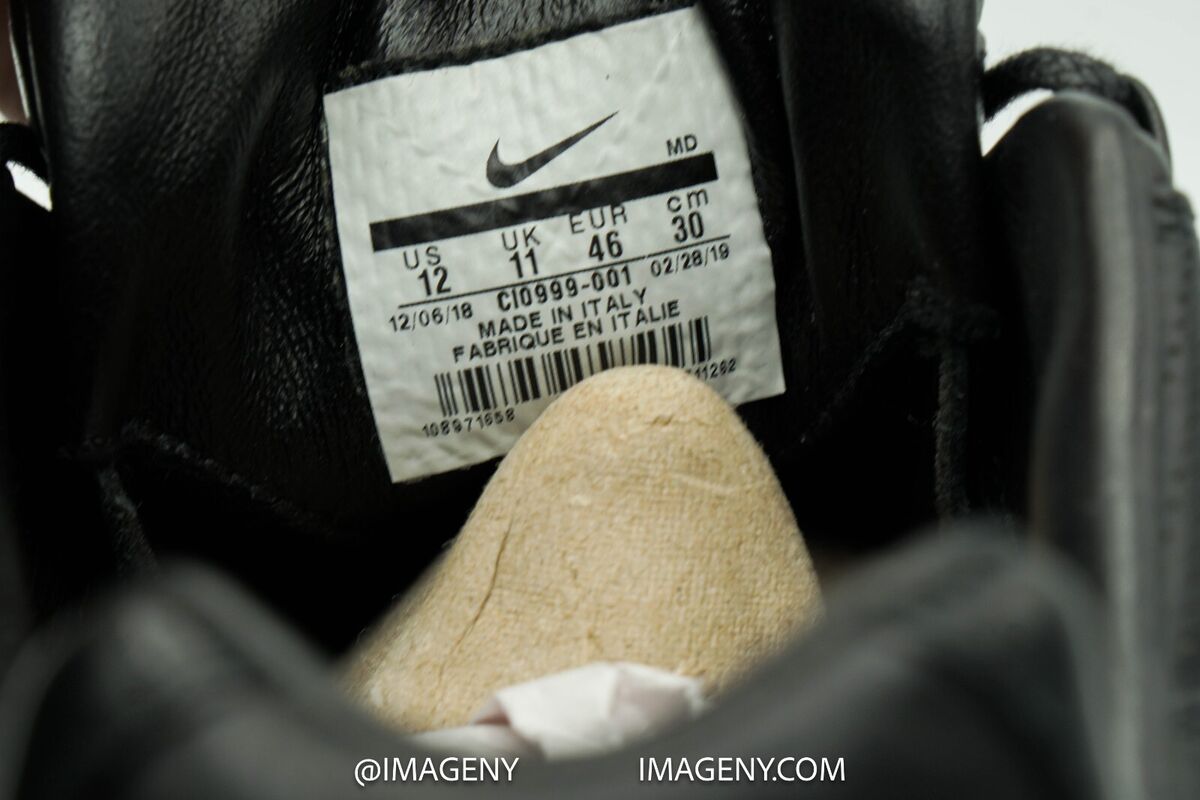 MD
US UK EUR cm
12 11 46 30
12/06/18 CI0999-001 02/28/19
MADE IN ITALY
FABRIQUE EN ITALIE
108971658
@IMAGENY IMAGENY.COM